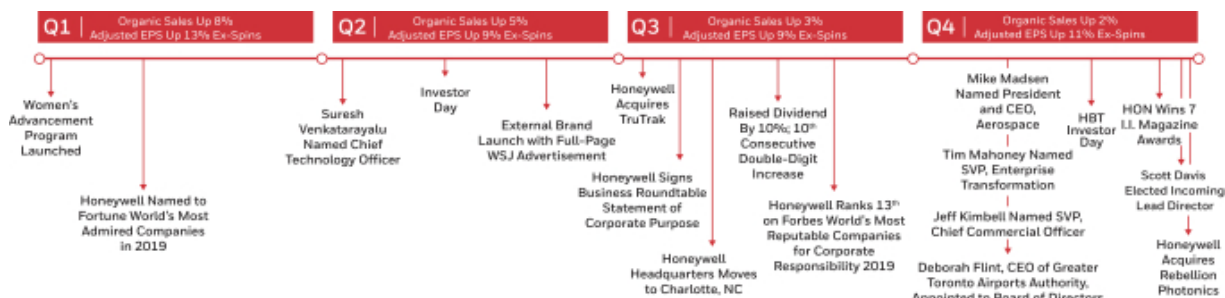 Q1
Organic Sales Up 8%
Adjusted EPS Up 13% Ex-Spins
Q2
Organic Sales Up 5%
Adjusted EPS Up 9% Ex-Spins
Q3
Organic Sales Up 3%
Adjusted EPS Up 9% Ex-Spins
Q4
Organic Sales Up 2%
Adjusted EPS Up 11% Ex-Spins
Women's
Advancement
Program
Launched
Honeywell Named to
Fortune World's Most
Admired Companies
in 2019
Suresh
Venkatarayalu
Named Chief
Technology Officer
Investor
Day
External Brand
Launch with Full-Page
WSJ Advertisement
Honeywell
Acquires
TruTrak
Honeywell Signs
Business Roundtable
Statement of
Corporate Purpose
Honeywell
Headquarters Moves
to Charlotte, NC
Raised Dividend
By 10%; 10th
Consecutive
Double-Digit
Increase
Honeywell Ranks 13th
on Forbes World's Most
Reputable Companies
for Corporate
Responsibility 2019
Mike Madsen
Named President
and CEO,
Aerospace
Tim Mahoney Named
SVP, Enterprise
Transformation
Jeff Kimbell Named SVP,
Chief Commercial Officer
Deborah Flint, CEO of Greater
Toronto Airports Authority,
Appointed to Board of Directors
HBT
Investor
Day
HON Wins 7
I.I. Magazine
Awards
Scott Davis
Elected Incoming
Lead Director
Honeywell
Acquires
Rebellion
Photonics